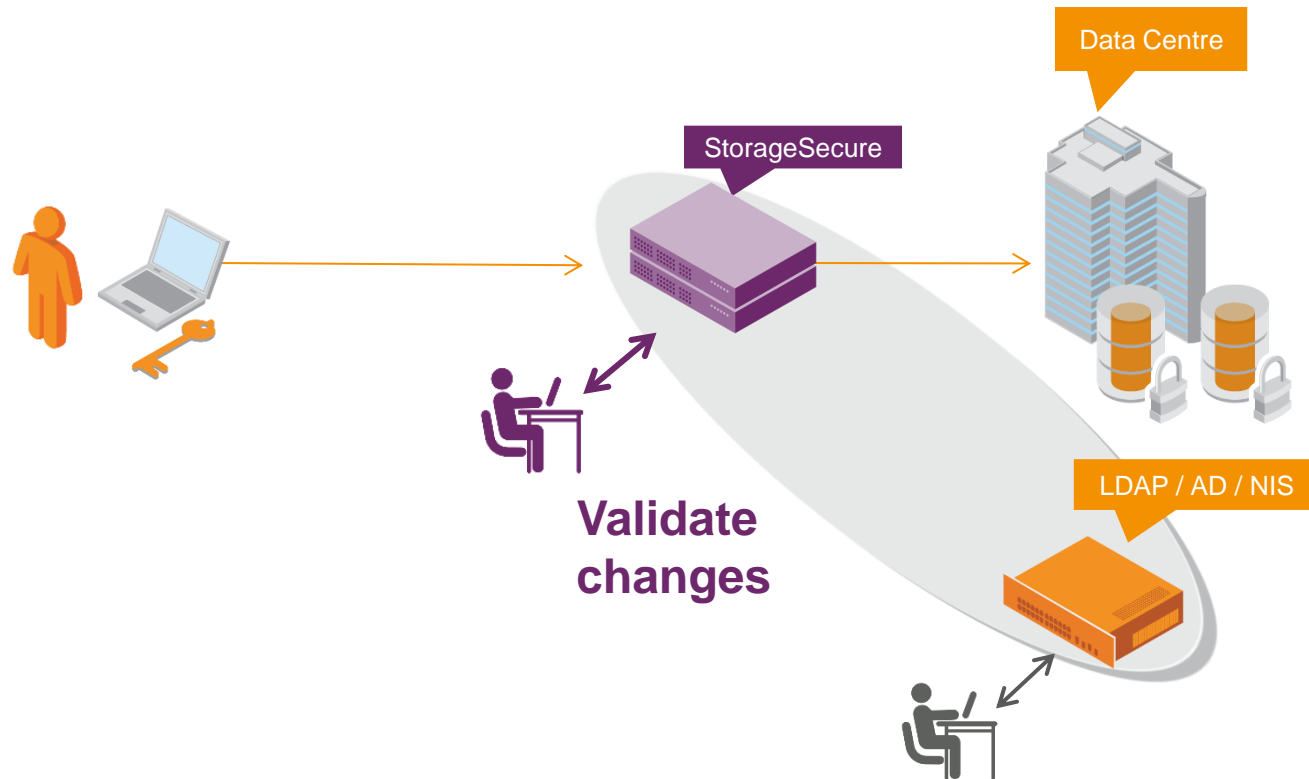 Data Centre
StorageSecure
LDAP / AD / NIS
Validate
changes